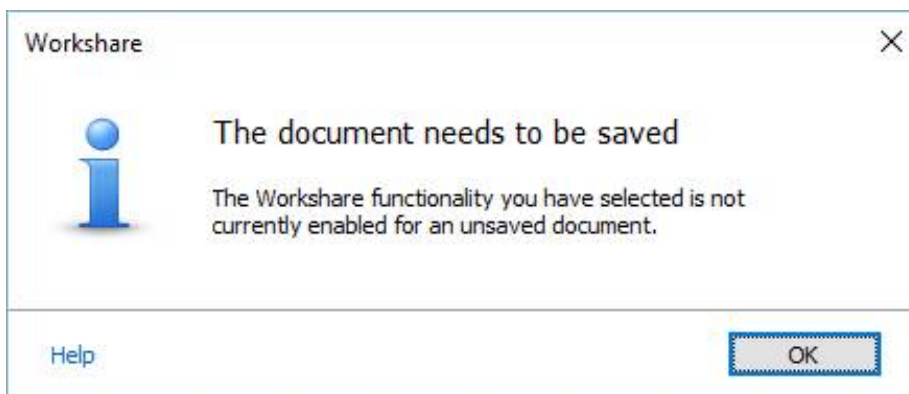 Workshare
The document needs to be saved
The Workshare functionality you have selected is not
currently enabled for an unsaved document.
Help
OK